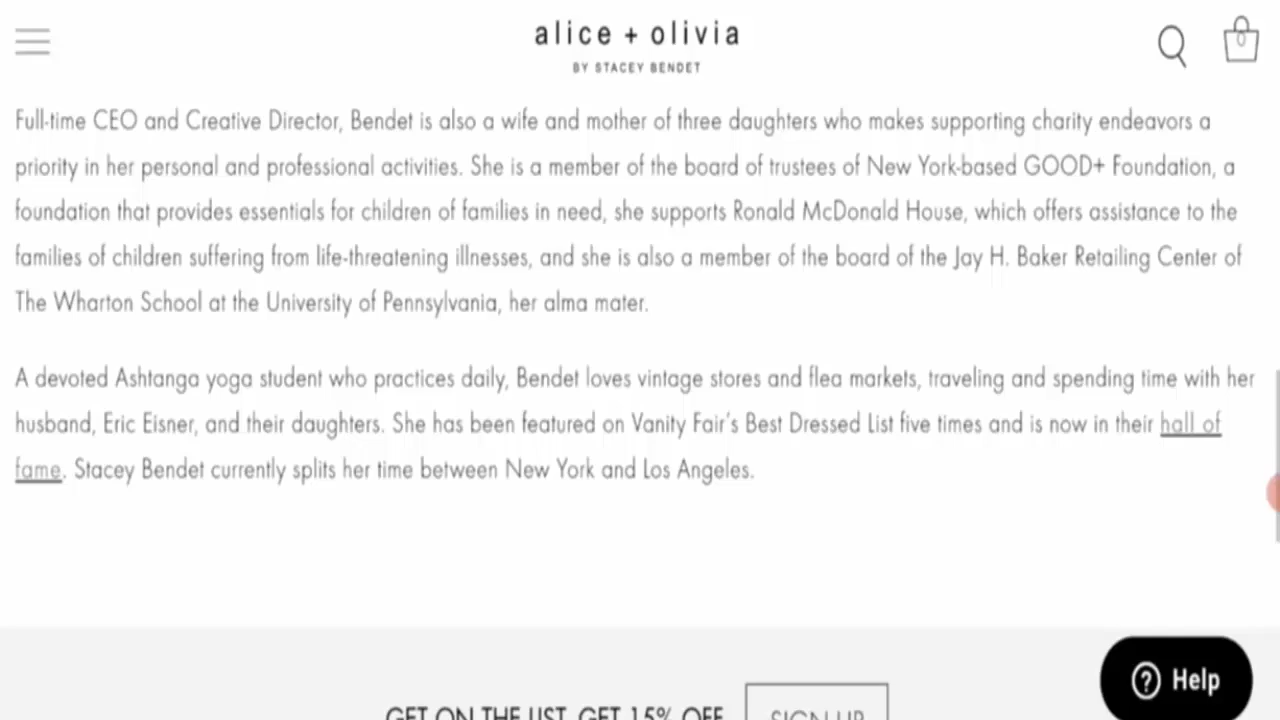 alice + olivia
BY STACEY BENDET
0
Full-time CEO and Creative Director, Bendet is also a wife and mother of three daughters who makes supporting charity endeavors a
priority in her personal and professional activities. She is a member of the board of trustees of New York-based GOOD+ Foundation, a
foundation that provides essentials for children of families in need, she supports Ronald McDonald House, which offers assistance to the
families of children suffering from life-threatening illnesses, and she is also a member of the board of the Jay H. Baker Retailing Center of
The Wharton School at the University of Pennsylvania, her alma mater.
A devoted Ashtanga yoga student who practices daily, Bendet loves vintage stores and flea markets, traveling and spending time with her
husband, Eric Eisner, and their daughters. She has been featured on Vanity Fair's Best Dressed List five times and is now in their hall of
fame. Stacey Bendet currently splits her time between New York and Los Angeles.
? Help
GET ON THE LIST, GET 15% OFF
SIGN UP